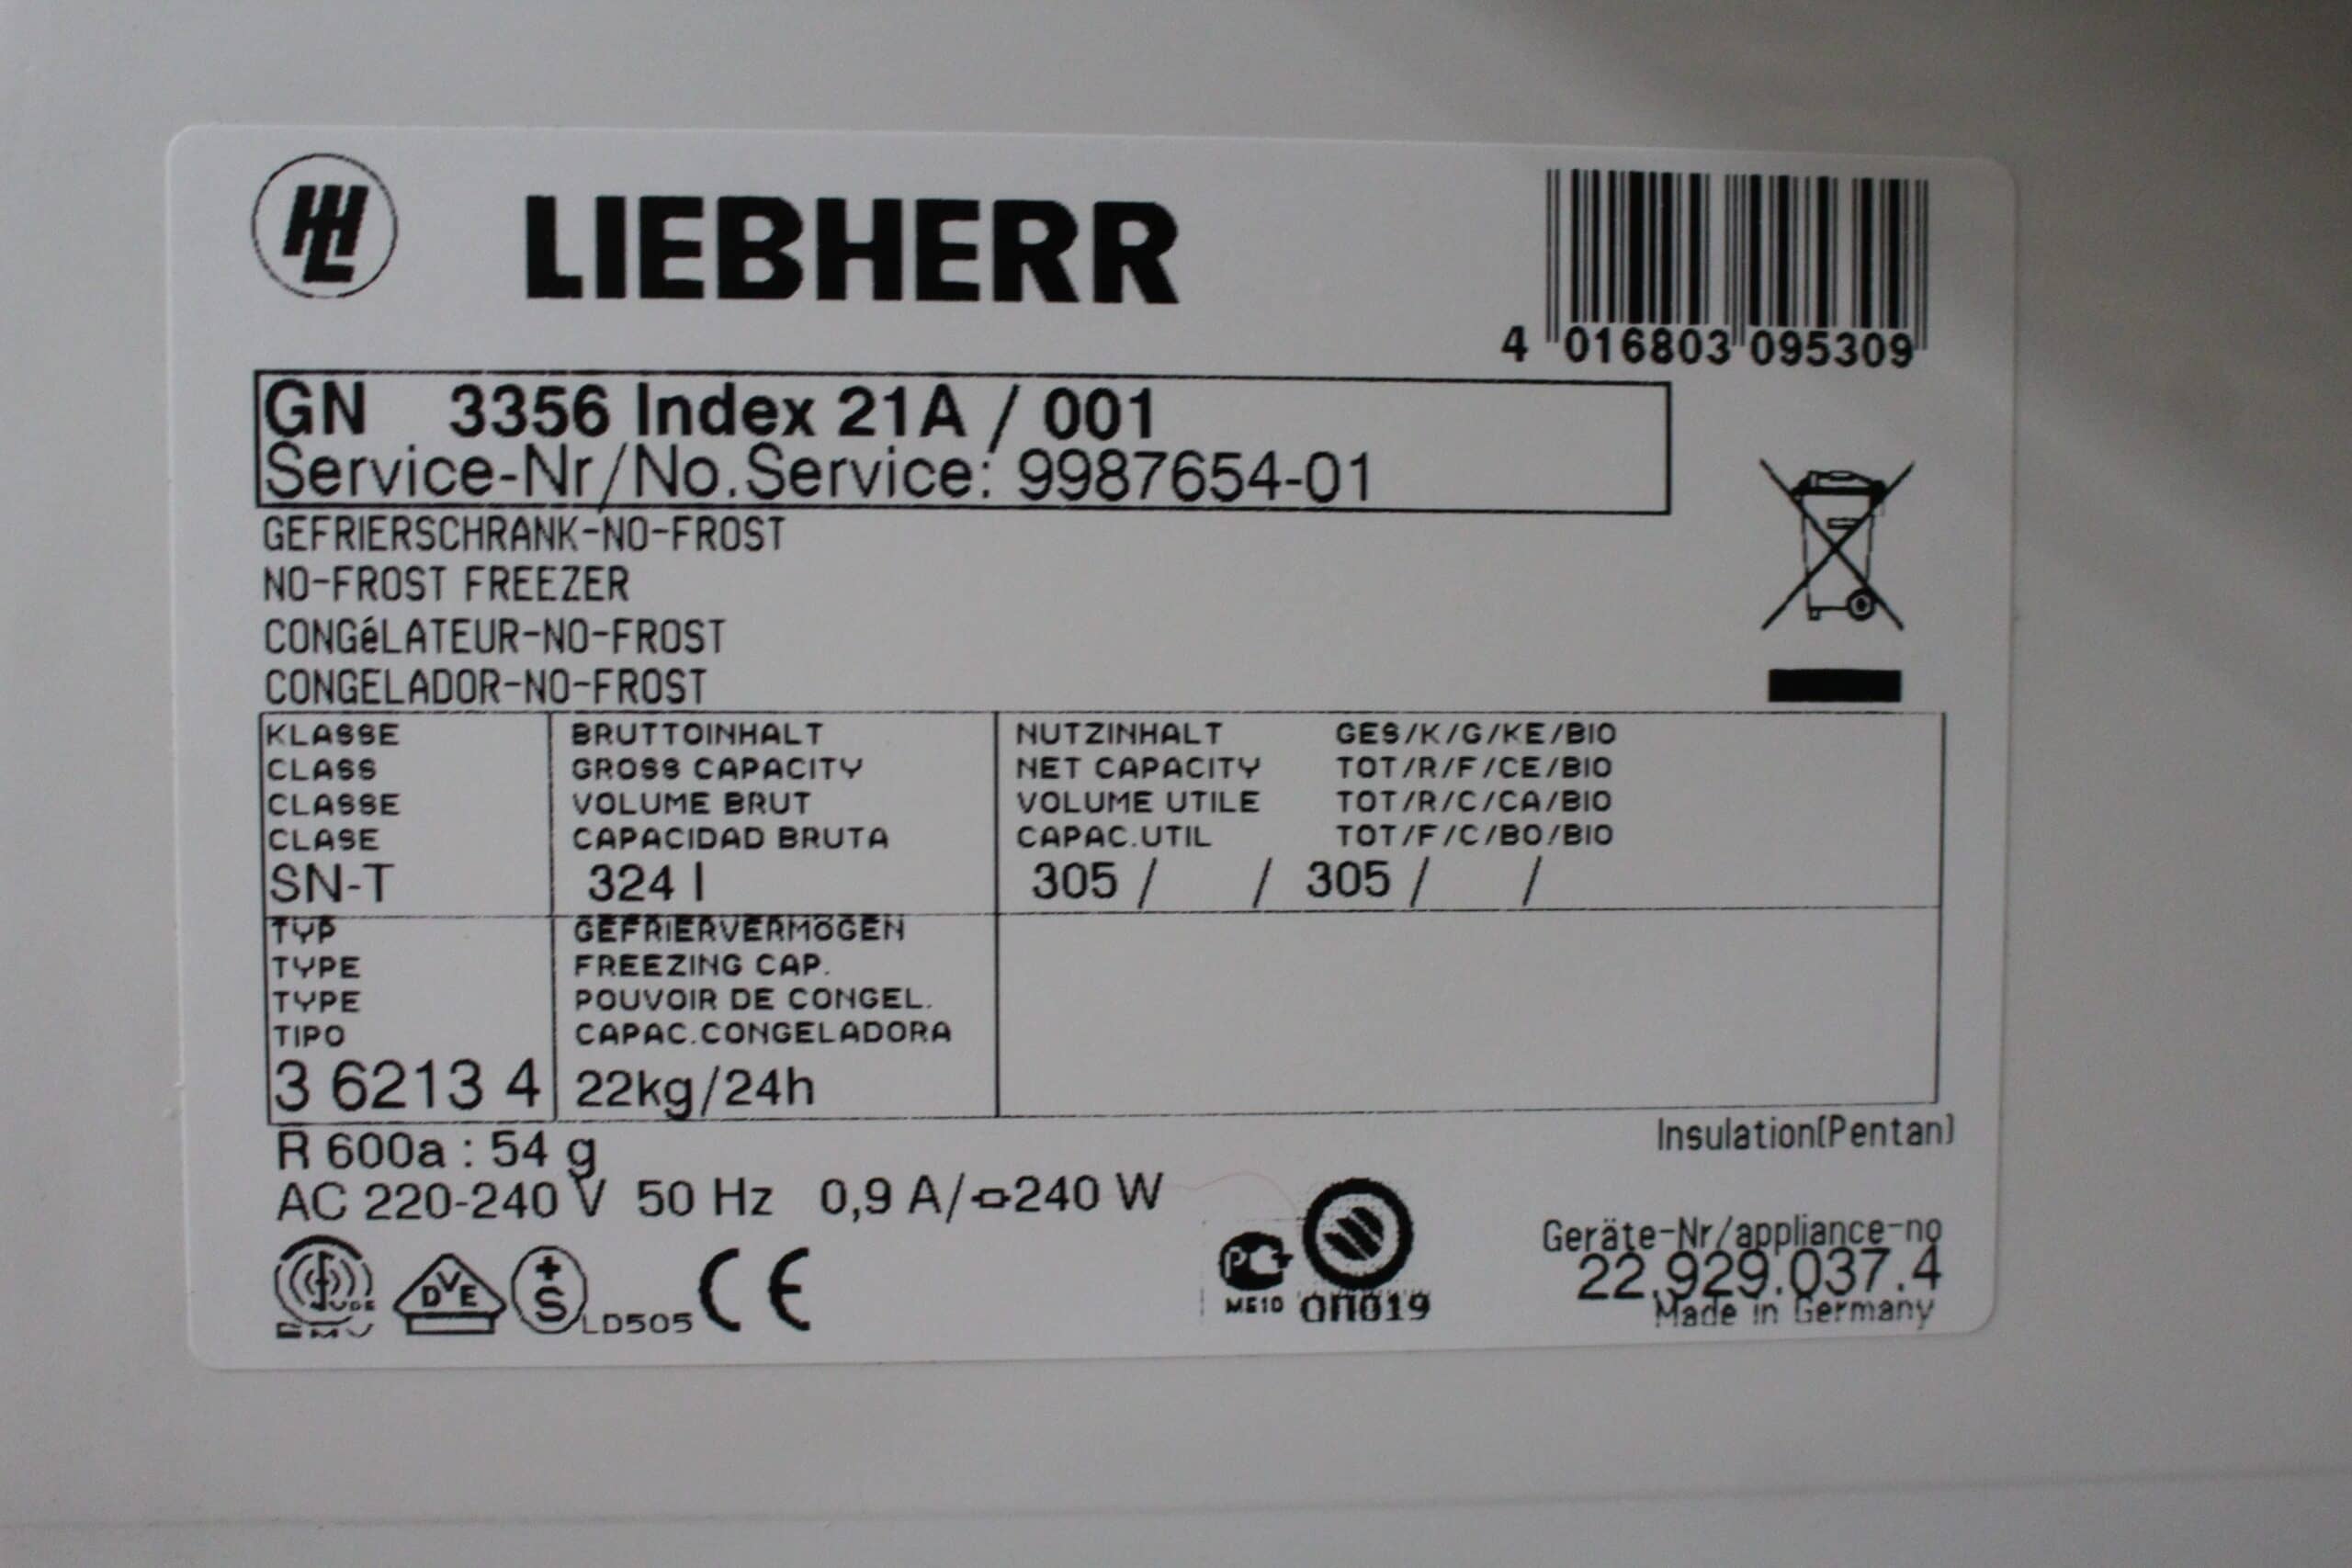 LIEBHERR
4 016803 095309
GN 3356 Index 21A / 001
Service-Nr/No.Service: 9987654-01
GEFRIERSCHRANK-NO-FROST
NO-FROST FREEZER
CONGéLATEUR-NO-FROST
CONGELADOR-NO-FROST
KLASSE BRUTTOINHALT NUTZINHALT GES/K/G/KE/BIO
CLASS GROSS CAPACITY NET CAPACITY TOT/R/F/CE/BIO
CLASSE VOLUME BRUT VOLUME UTILE TOT/R/C/CA/BIO
CLASE CAPACIDAD BRUTA CAPAC.UTIL TOT/F/C/BO/BIO
SN-T 324 l 305 / / 305 / /
TYP GEFRIERVERMÖGEN
TYPE FREEZING CAP.
TYPE POUVOIR DE CONGEL.
TIPO CAPAC.CONGELADORA
3 6213 4 22kg/24h
R 600a : 54 g Insulation(Pentan)
AC 220-240 V 50 Hz 0,9 A/ 240 W
Geräte-Nr/appliance-no
22.929.037.4
Made in Germany
VDE
EMV
DVE
+S
LD505
CE
PC
ME10
ОП019